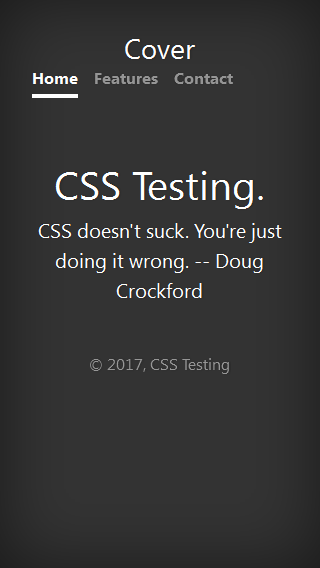 Cover
Home Features Contact
CSS Testing.
CSS doesn't suck. You're just
doing it wrong. -- Doug
Crockford
© 2017, CSS Testing